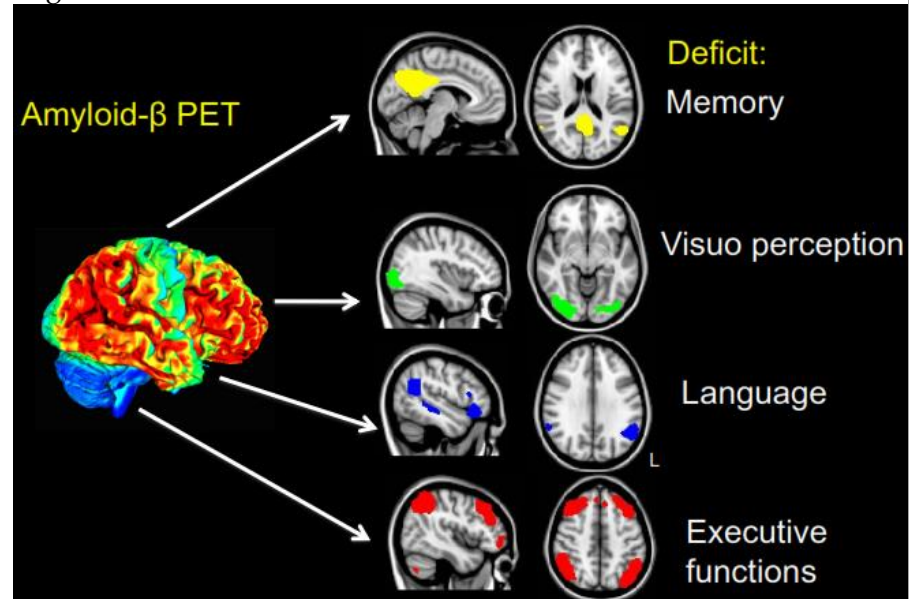 Deficit:
Memory
Amyloid-β PET
Visuo perception
Language
L
Executive
functions